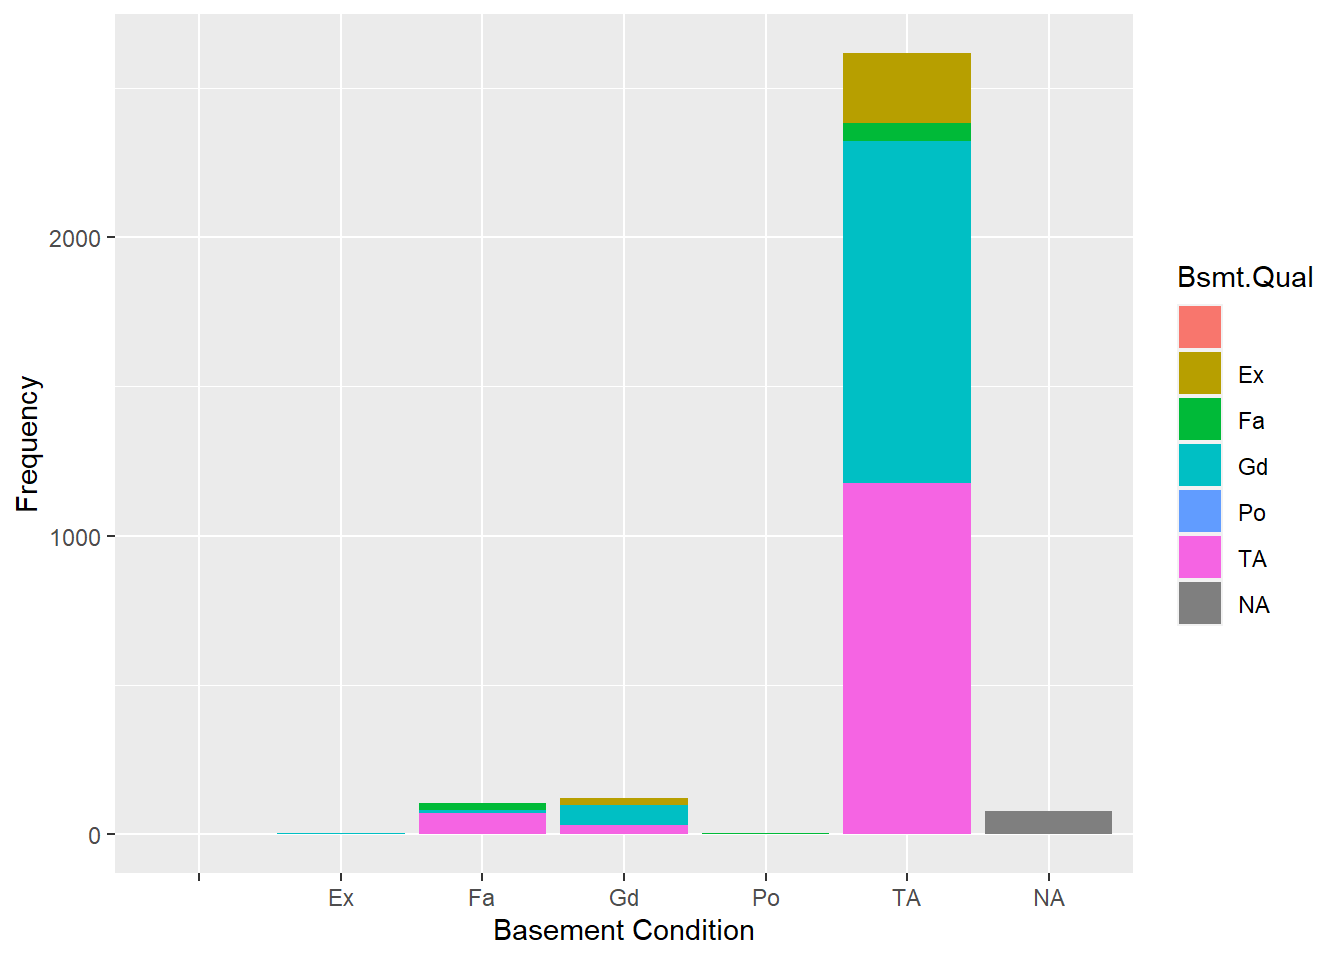 2000
1000
0
Frequency
Ex Fa Gd Po TA NA
Basement Condition
Bsmt.Qual
Ex
Fa
Gd
Po
TA
NA